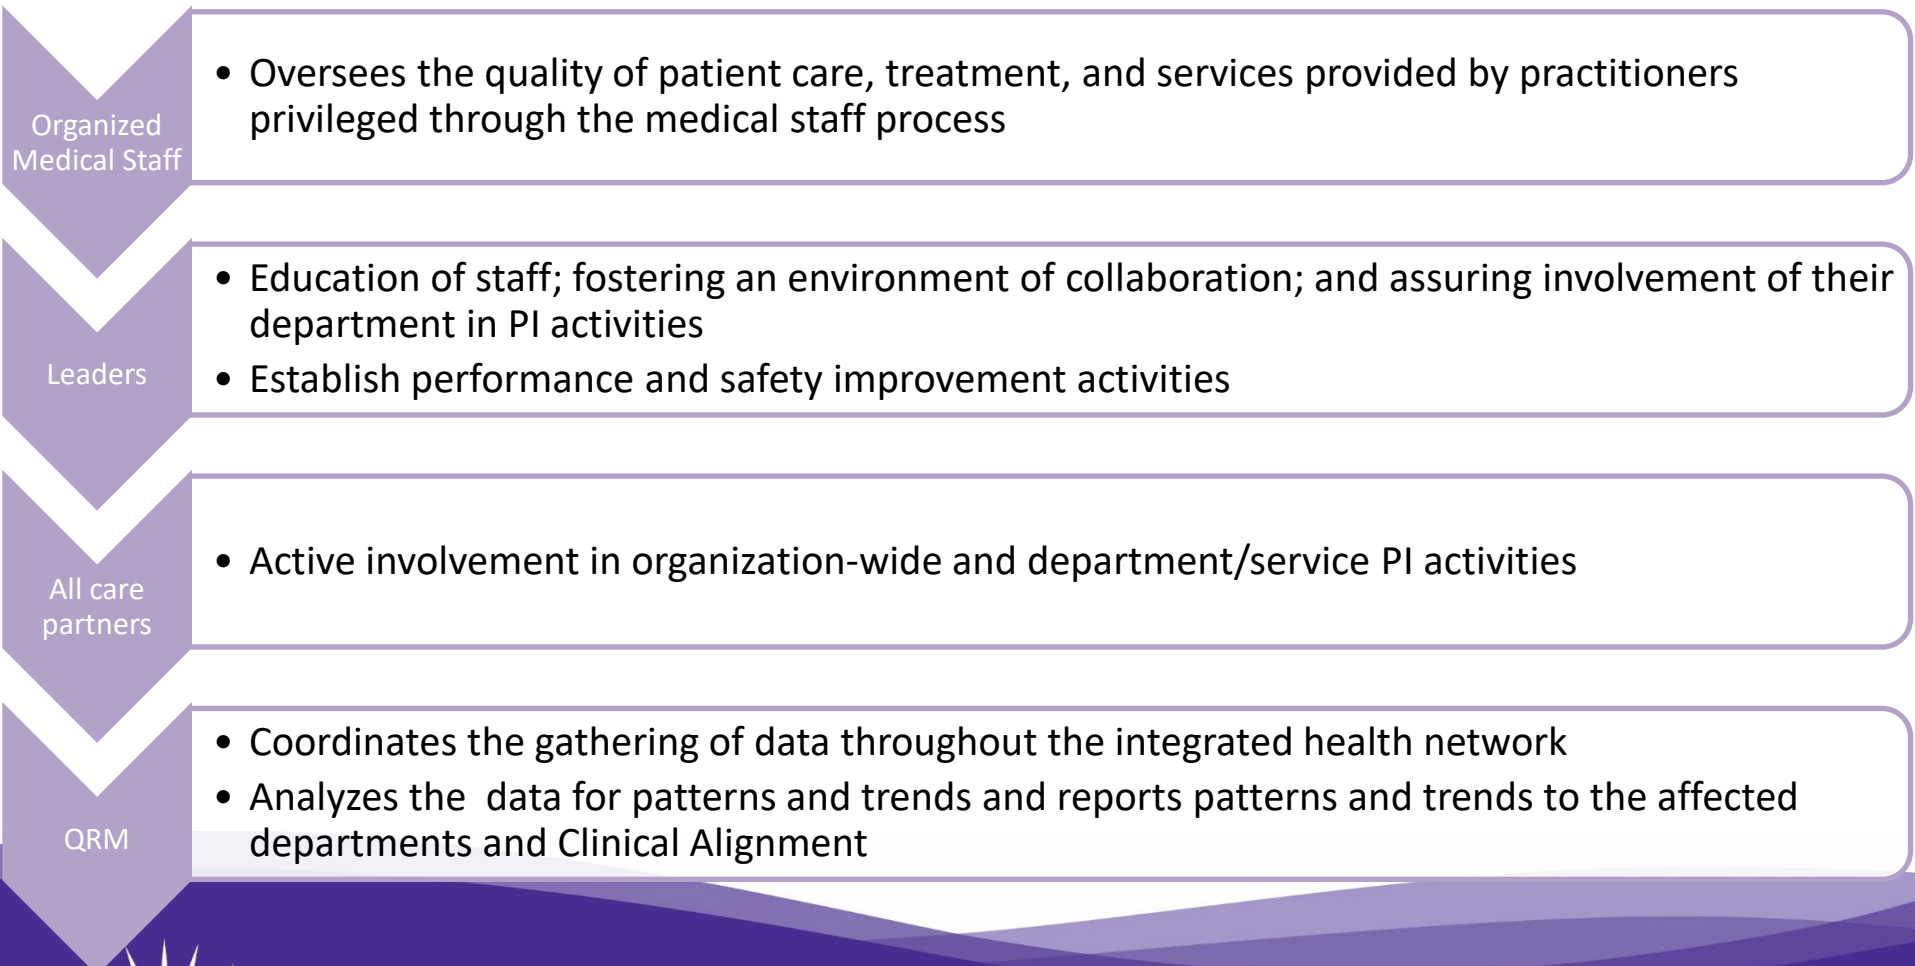 Organized
Medical Staff
• Oversees the quality of patient care, treatment, and services provided by practitioners
privileged through the medical staff process
Leaders
• Education of staff; fostering an environment of collaboration; and assuring involvement of their
department in PI activities
• Establish performance and safety improvement activities
All care
partners
• Active involvement in organization-wide and department/service PI activities
QRM
• Coordinates the gathering of data throughout the integrated health network
• Analyzes the  data for patterns and trends and reports patterns and trends to the affected
departments and Clinical Alignment